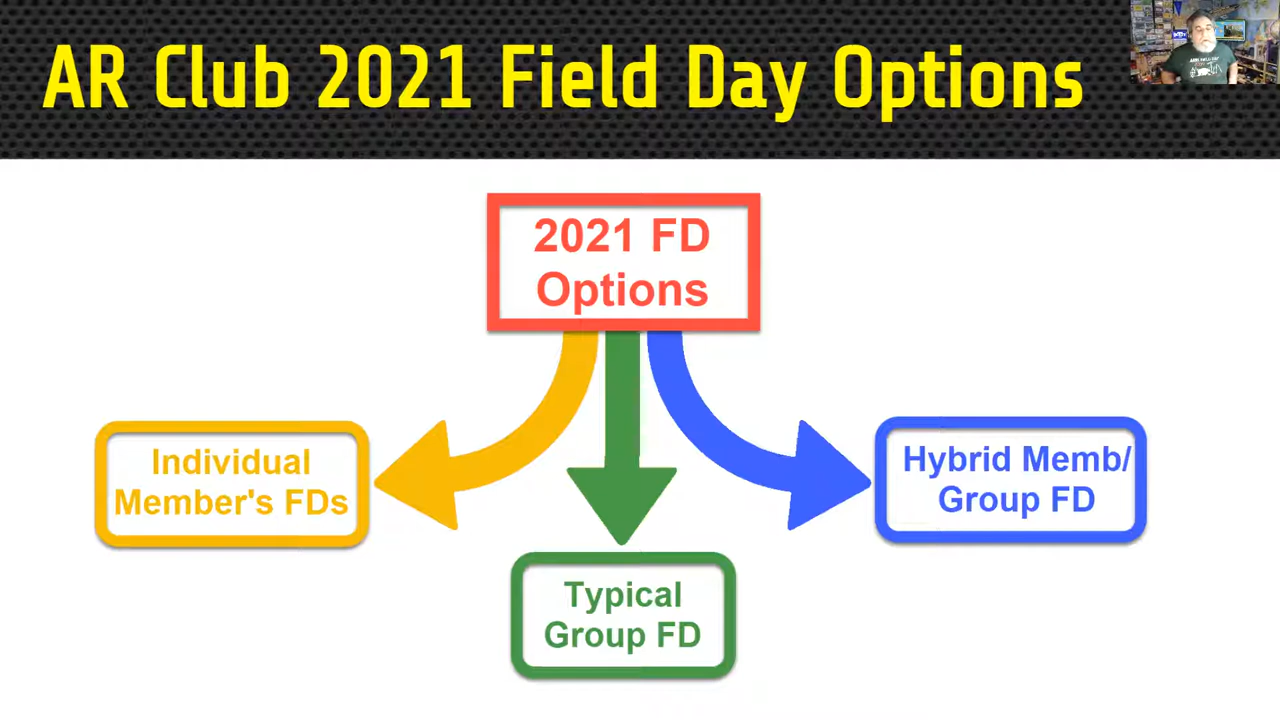 AR Club 2021 Field Day Options
2021 FD
Options
Individual
Member's FDs
Hybrid Memb/
Group FD
Typical
Group FD